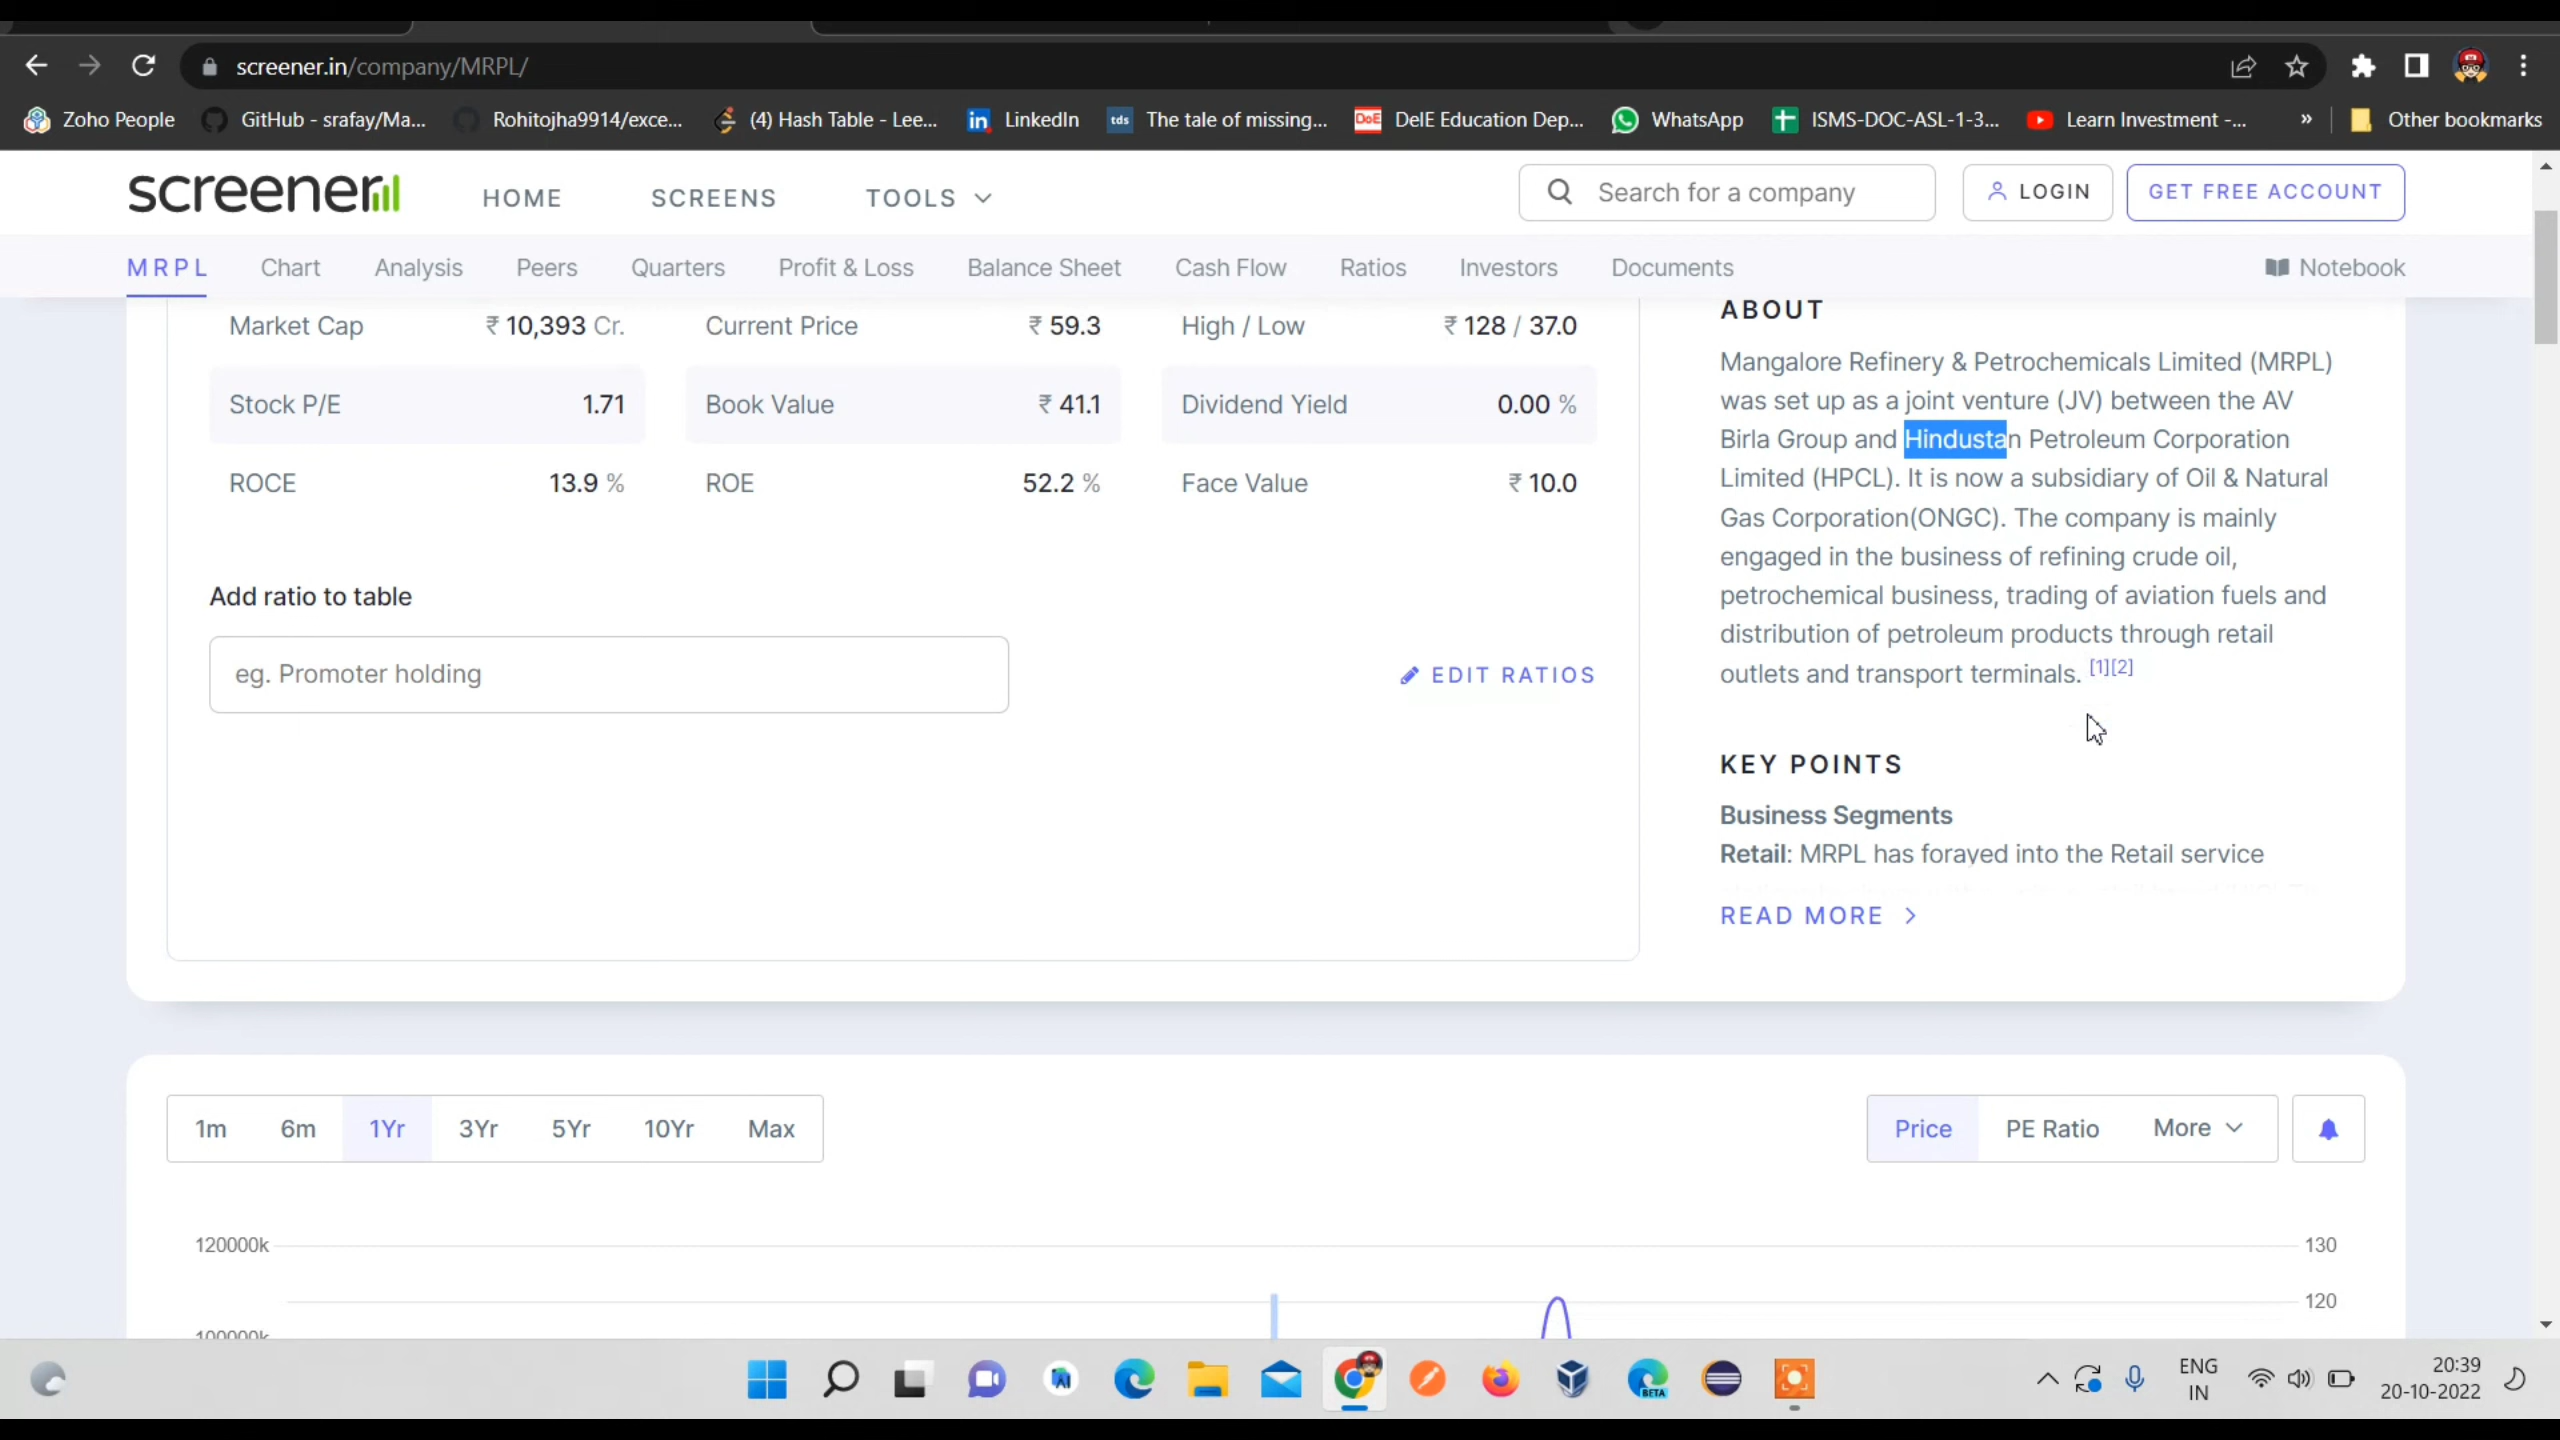 screener.in/company/MRPL/
Zoho People
GitHub - srafay/Ma...
Rohitojha9914/exce...
(4) Hash Table - Lee...
in
LinkedIn
tds
The tale of missing...
DoE
DelE Education Dep...
WhatsApp
ISMS-DOC-ASL-1-3...
Learn Investment -...
»
Other bookmarks
screener
HOME
SCREENS
TOOLS
Search for a company
LOGIN
GET FREE ACCOUNT
MRPL
Chart
Analysis
Peers
Quarters
Profit & Loss
Balance Sheet
Cash Flow
Ratios
Investors
Documents
Notebook
Market Cap ₹ 10,393 Cr.
Current Price ₹ 59.3
High / Low ₹ 128 / 37.0
Stock P/E 1.71
Book Value ₹ 41.1
Dividend Yield 0.00 %
ROCE 13.9 %
ROE 52.2 %
Face Value ₹ 10.0
Add ratio to table
eg. Promoter holding
EDIT RATIOS
ABOUT
Mangalore Refinery & Petrochemicals Limited (MRPL)
was set up as a joint venture (JV) between the AV
Birla Group and Hindustan Petroleum Corporation
Limited (HPCL). It is now a subsidiary of Oil & Natural
Gas Corporation(ONGC). The company is mainly
engaged in the business of refining crude oil,
petrochemical business, trading of aviation fuels and
distribution of petroleum products through retail
outlets and transport terminals. [1][2]
KEY POINTS
Business Segments
Retail: MRPL has forayed into the Retail service
READ MORE
1m
6m
1Yr
3Yr
5Yr
10Yr
Max
Price
PE Ratio
More
120000k
130
120
100000k
BETA
ENG
IN
20:39
20-10-2022